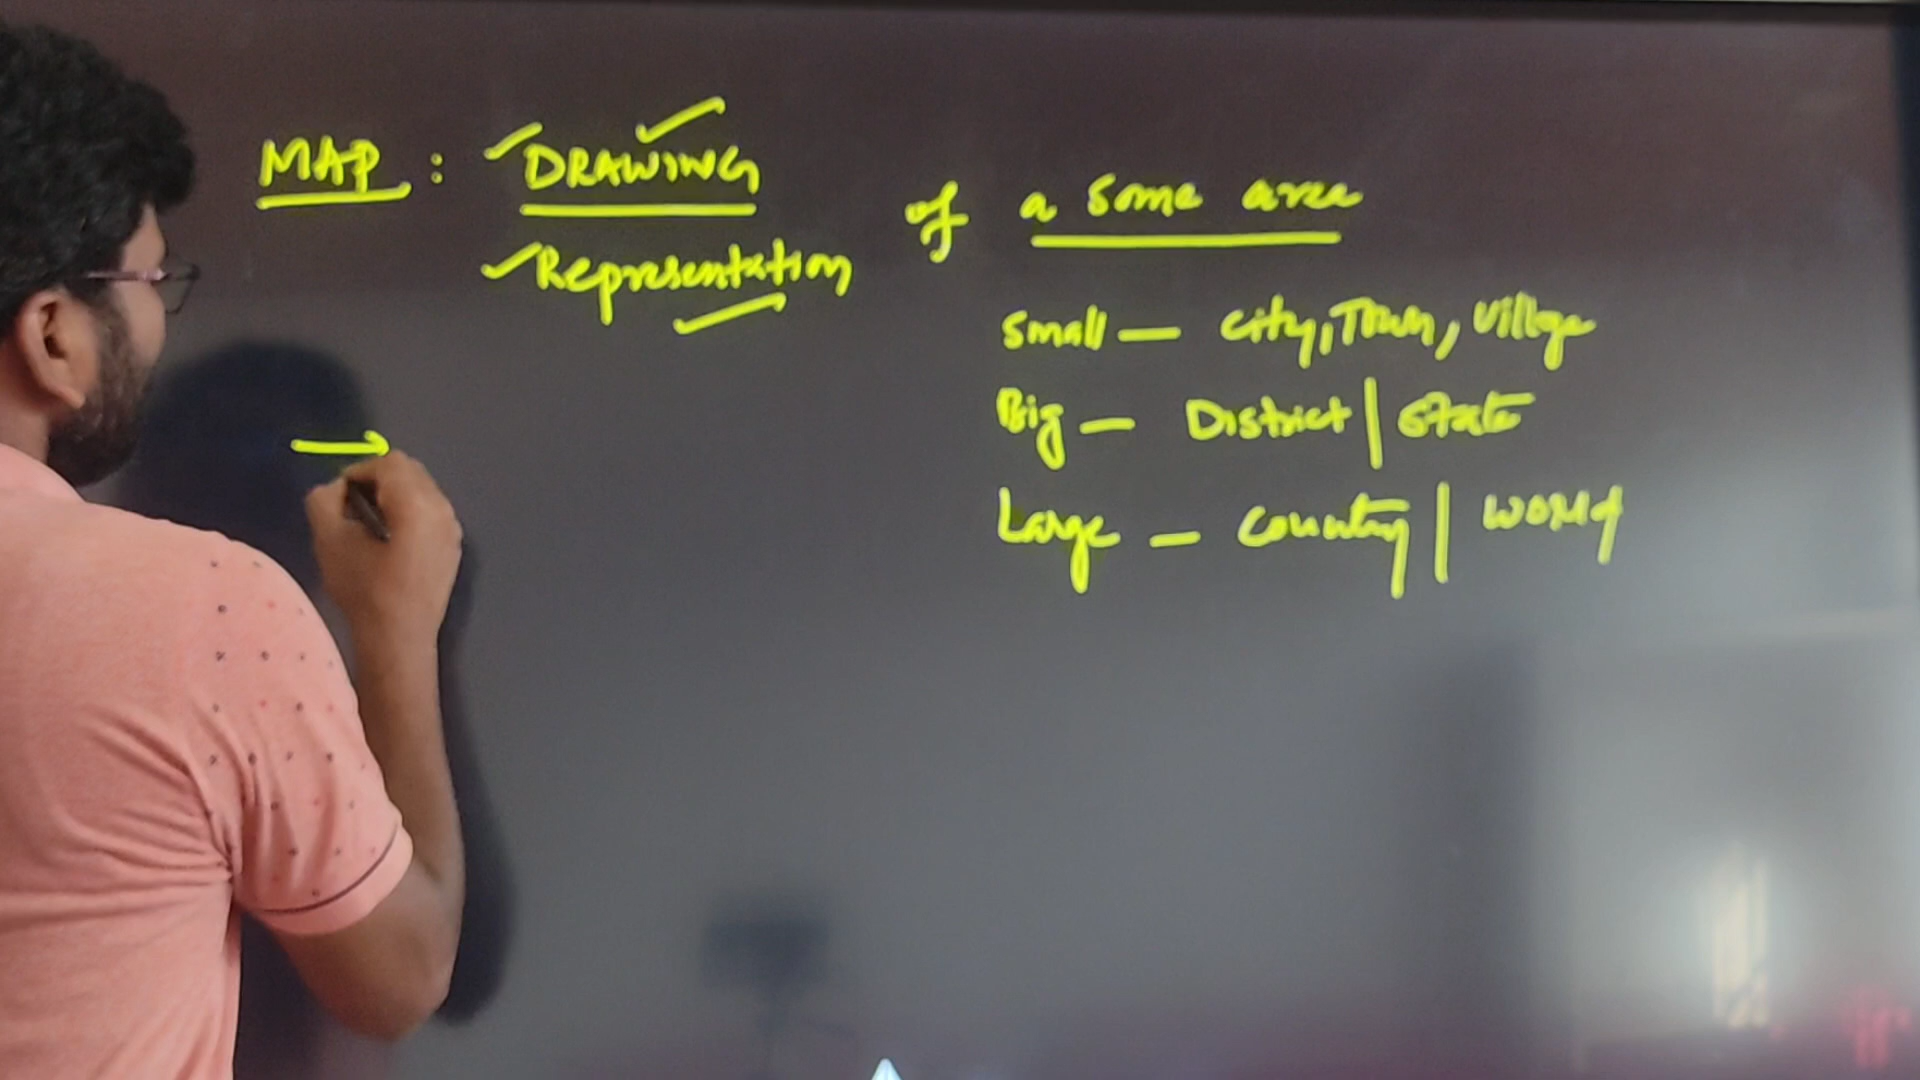 MAP : DRAWING
Representation
of a some area
Small — City, Town, Village
Big — District | State
Large — Country | World